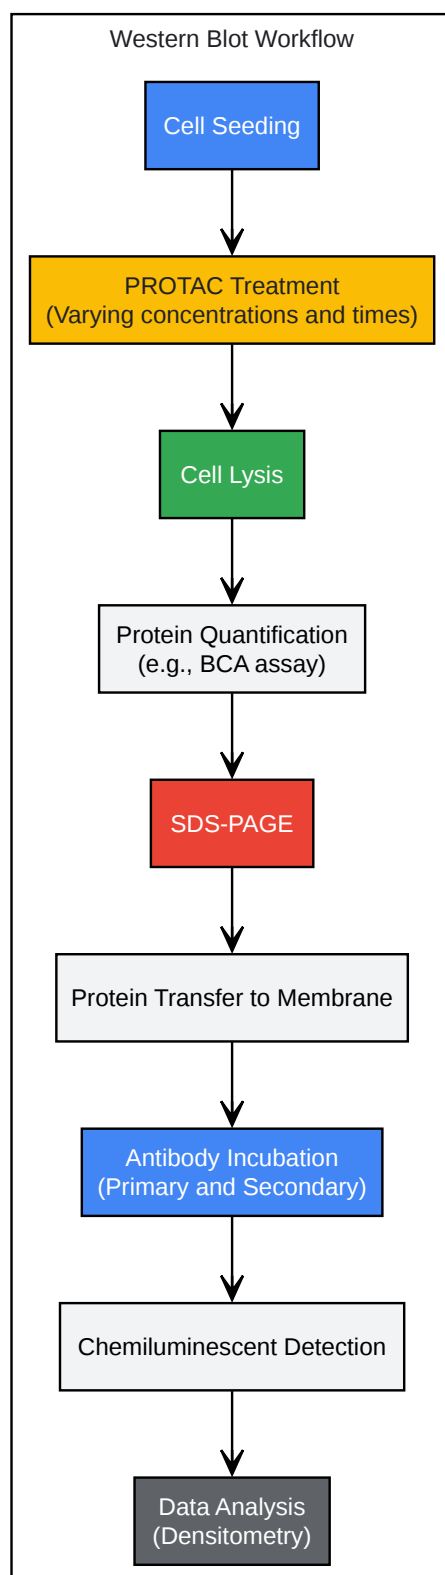 Western Blot Workflow
Cell Seeding
PROTAC Treatment
(Varying concentrations and times)
Cell Lysis
Protein Quantification
(e.g., BCA assay)
SDS-PAGE
Protein Transfer to Membrane
Antibody Incubation
(Primary and Secondary)
Chemiluminescent Detection
Data Analysis
(Densitometry)